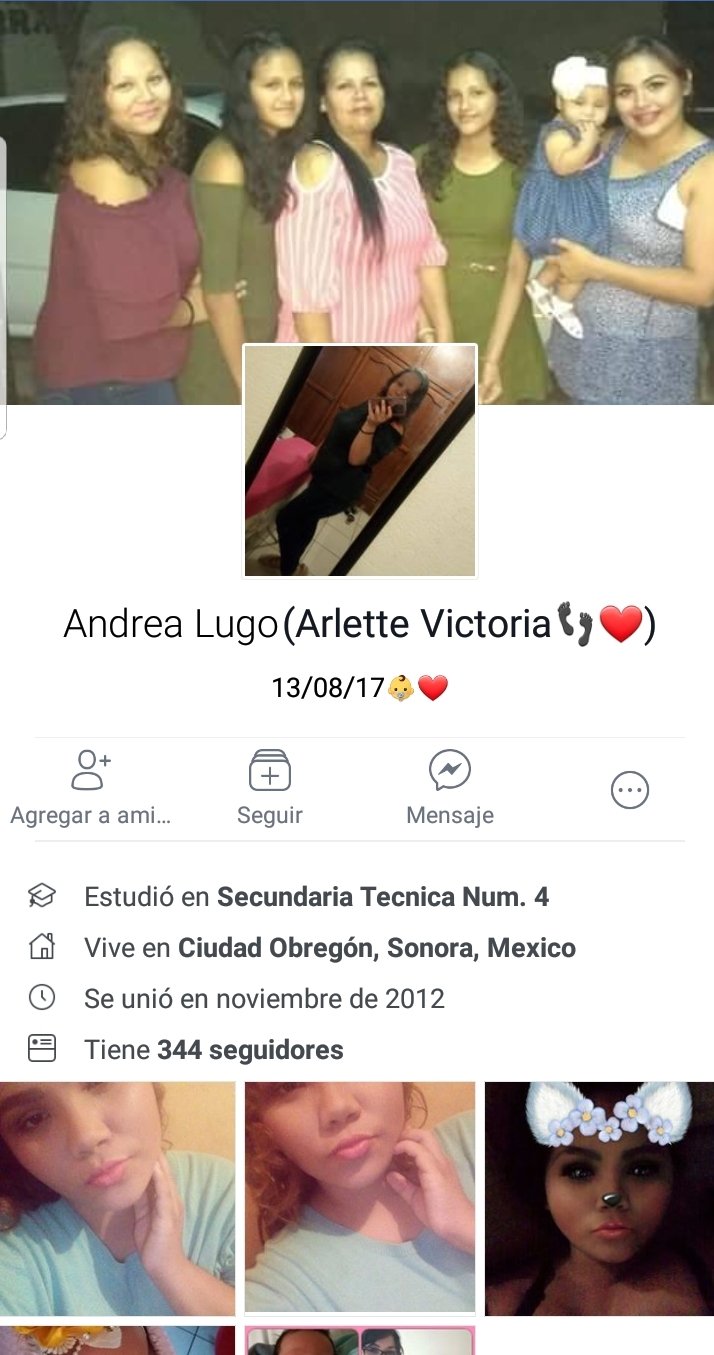 Andrea Lugo(Arlette Victoria👣❤️)
13/08/17👶❤️
Agregar a ami...
Seguir
Mensaje
Estudió en Secundaria Tecnica Num. 4
Vive en Ciudad Obregón, Sonora, Mexico
Se unió en noviembre de 2012
Tiene 344 seguidores